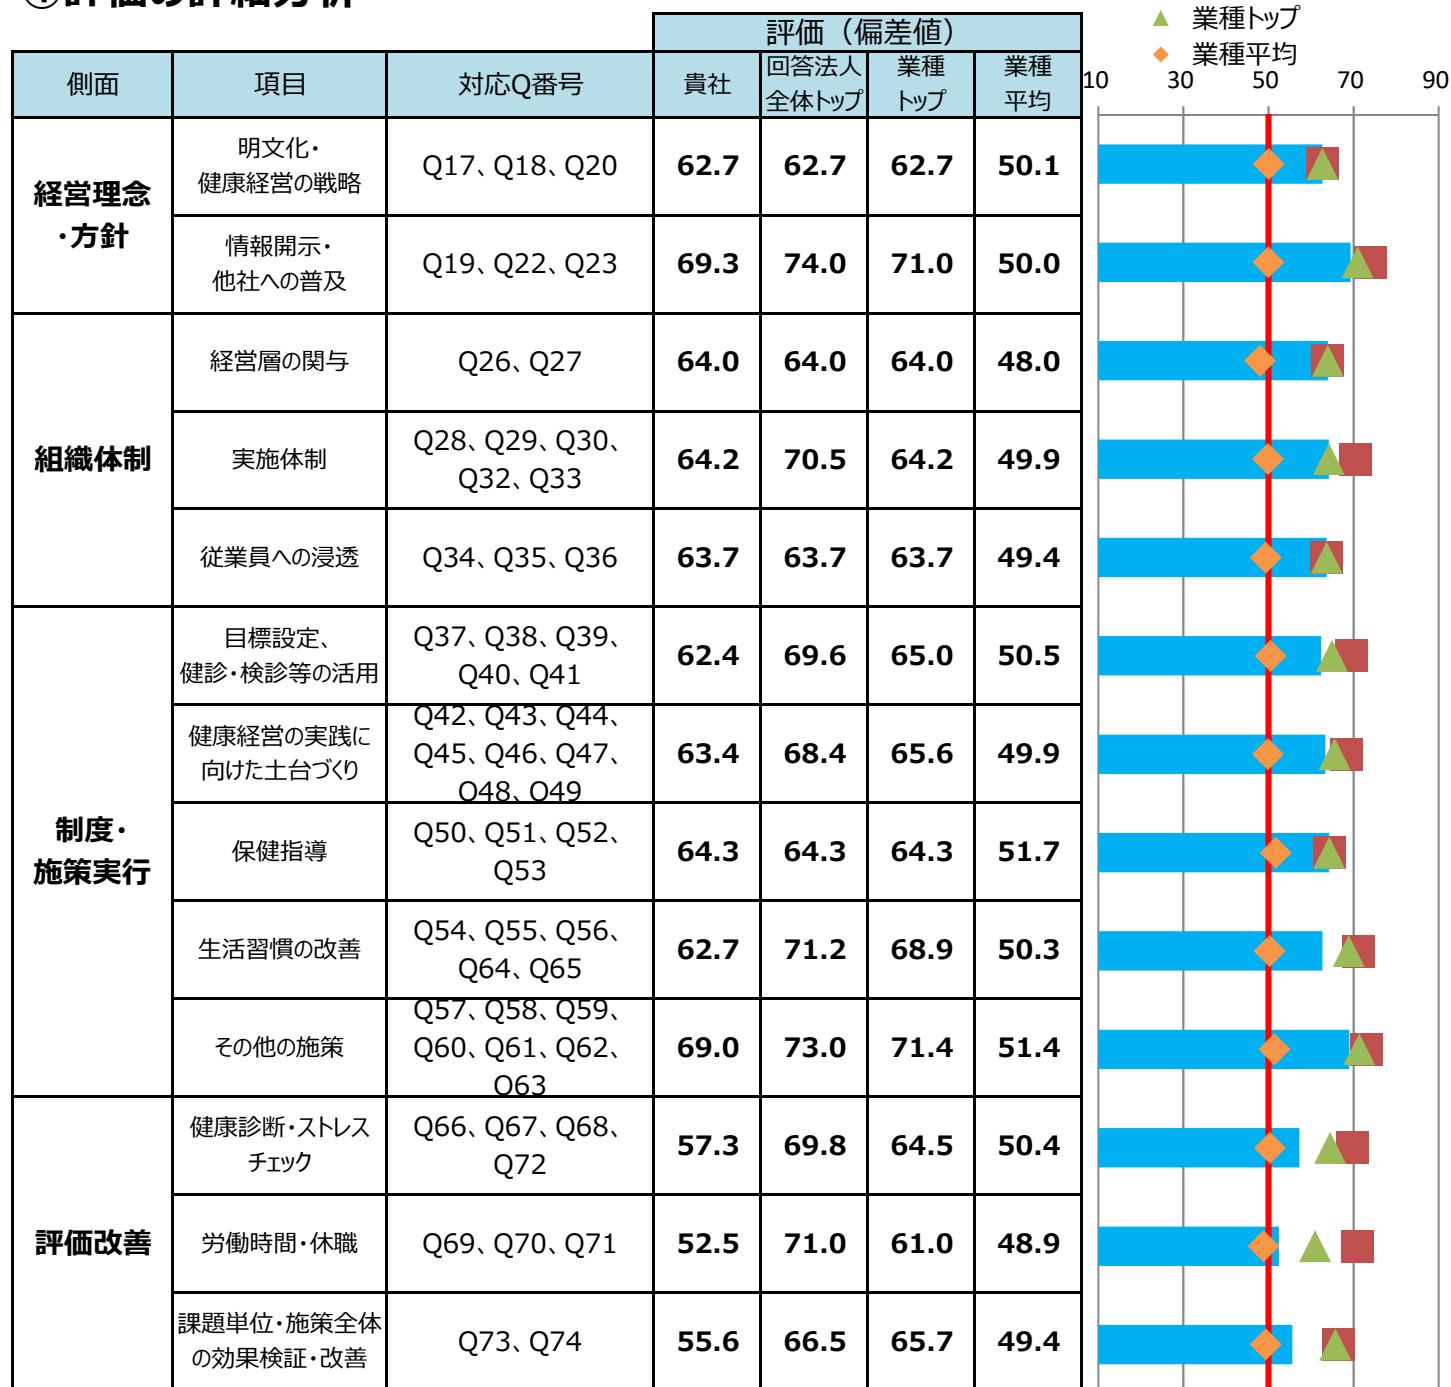 ①評価の詳細分析
▲ 業種トップ
◆ 業種平均
評価（偏差値）
側面 項目 対応Q番号 貴社 回答法人 業種 業種
全体トップ トップ 平均
10 30 50 70 90
経営理念
・方針
明文化・
健康経営の戦略
Q17、Q18、Q20 62.7 62.7 62.7 50.1
情報開示・
他社への普及
Q19、Q22、Q23 69.3 74.0 71.0 50.0
組織体制
経営層の関与 Q26、Q27 64.0 64.0 64.0 48.0
実施体制
Q28、Q29、Q30、
Q32、Q33
64.2 70.5 64.2 49.9
従業員への浸透 Q34、Q35、Q36 63.7 63.7 63.7 49.4
制度・
施策実行
目標設定、
健診・検診等の活用
Q37、Q38、Q39、
Q40、Q41
62.4 69.6 65.0 50.5
健康経営の実践に
向けた土台づくり
Q42、Q43、Q44、
Q45、Q46、Q47、
Q48、Q49
63.4 68.4 65.6 49.9
保健指導
Q50、Q51、Q52、
Q53
64.3 64.3 64.3 51.7
生活習慣の改善
Q54、Q55、Q56、
Q64、Q65
62.7 71.2 68.9 50.3
その他の施策
Q57、Q58、Q59、
Q60、Q61、Q62、
Q63
69.0 73.0 71.4 51.4
評価改善
健康診断・ストレス
チェック
Q66、Q67、Q68、
Q72
57.3 69.8 64.5 50.4
労働時間・休職 Q69、Q70、Q71 52.5 71.0 61.0 48.9
課題単位・施策全体
の効果検証・改善
Q73、Q74 55.6 66.5 65.7 49.4